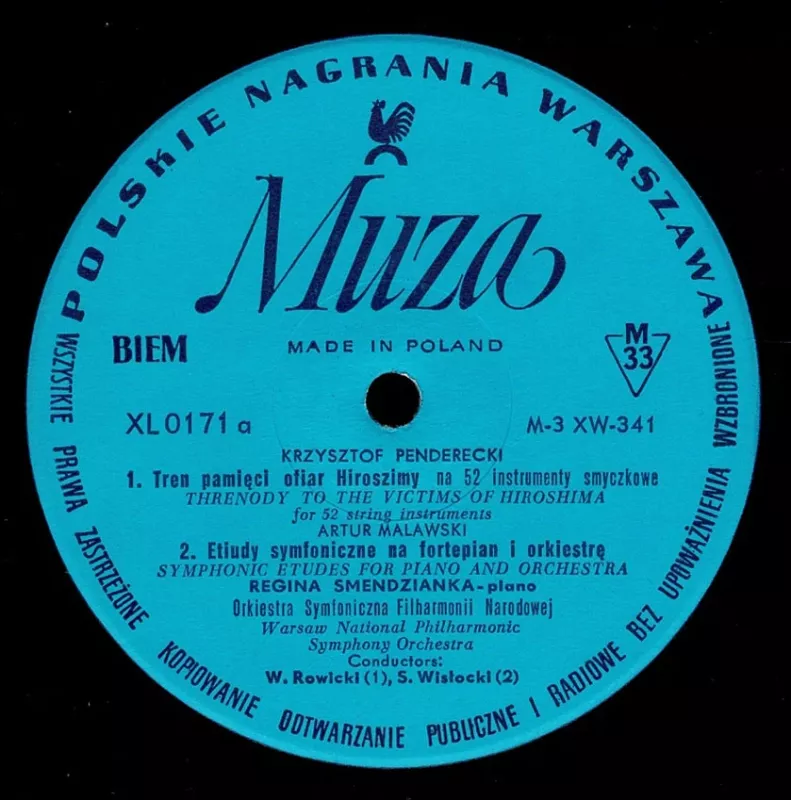 POLSKIE NAGRANIA WARSZAWA
Muza
BIEM
MADE IN POLAND
M
33
XL0171 a
M-3 XW-341
KRZYSZTOF PENDERECKI
1. Tren pamięci ofiar Hiroszimy na 52 instrumenty smyczkowe
THRENODY TO THE VICTIMS OF HIROSHIMA
for 52 string instruments
ARTUR MALAWSKI
2. Etiudy symfoniczne na fortepian i orkiestrę
SYMPHONIC ETUDES FOR PIANO AND ORCHESTRA
REGINA SMENDZIANKA-piano
Orkiestra Symfoniczna Filharmonii Narodowej
Warsaw National Philharmonic
Symphony Orchestra
Conductors:
W. Rowicki (1), S. Wisłocki (2)
WSZYSTKIE PRAWA ZASTRZEŻONE KOPIOWANIE ODTWARZANIE PUBLICZNE I RADIOWE BEZ UPOWAŻNIENIA WZBRONIONE